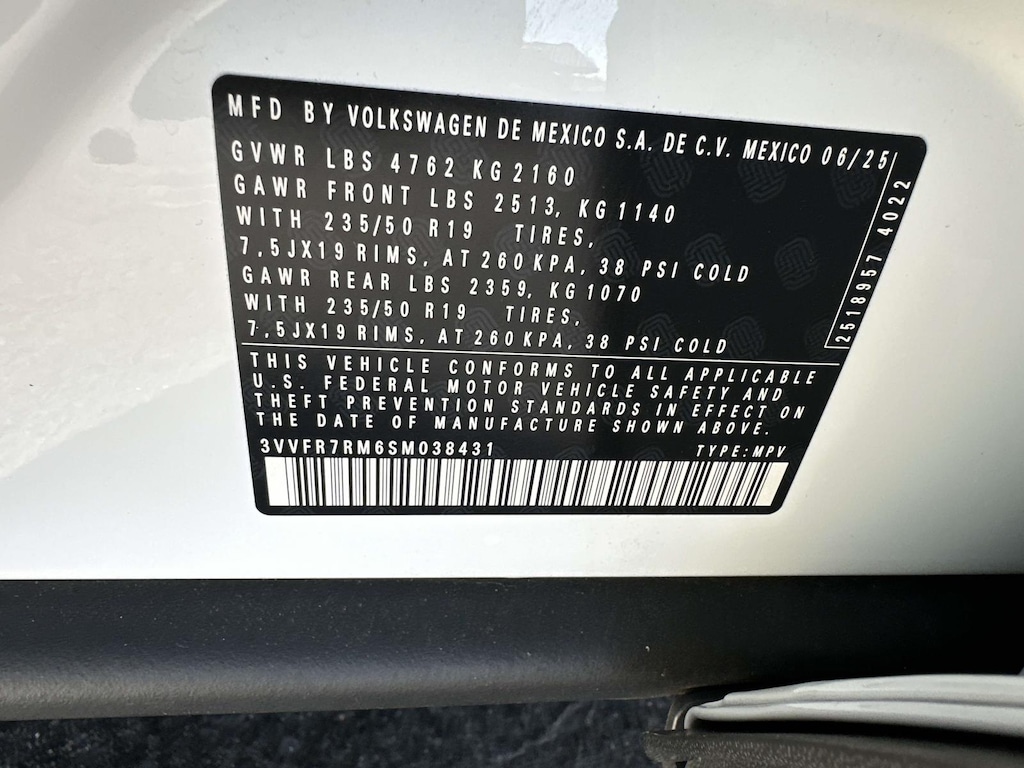 MFD BY VOLKSWAGEN DE MEXICO S.A. DE C.V. MEXICO 06/25
GVWR LBS 4762 KG 2160
GAWR FRONT LBS 2513, KG 1140
WITH 235/50 R19 TIRES,
7,5JX19 RIMS, AT 260 KPA, 38 PSI COLD
GAWR REAR LBS 2359, KG 1070
WITH 235/50 R19 TIRES,
7,5JX19 RIMS, AT 260 KPA, 38 PSI COLD
2518957 4022
THIS VEHICLE CONFORMS TO ALL APPLICABLE
U.S. FEDERAL MOTOR VEHICLE SAFETY AND
THEFT PREVENTION STANDARDS IN EFFECT ON
THE DATE OF MANUFACTURE SHOWN ABOVE.
3VVFR7RM6SM038431 TYPE: MPV